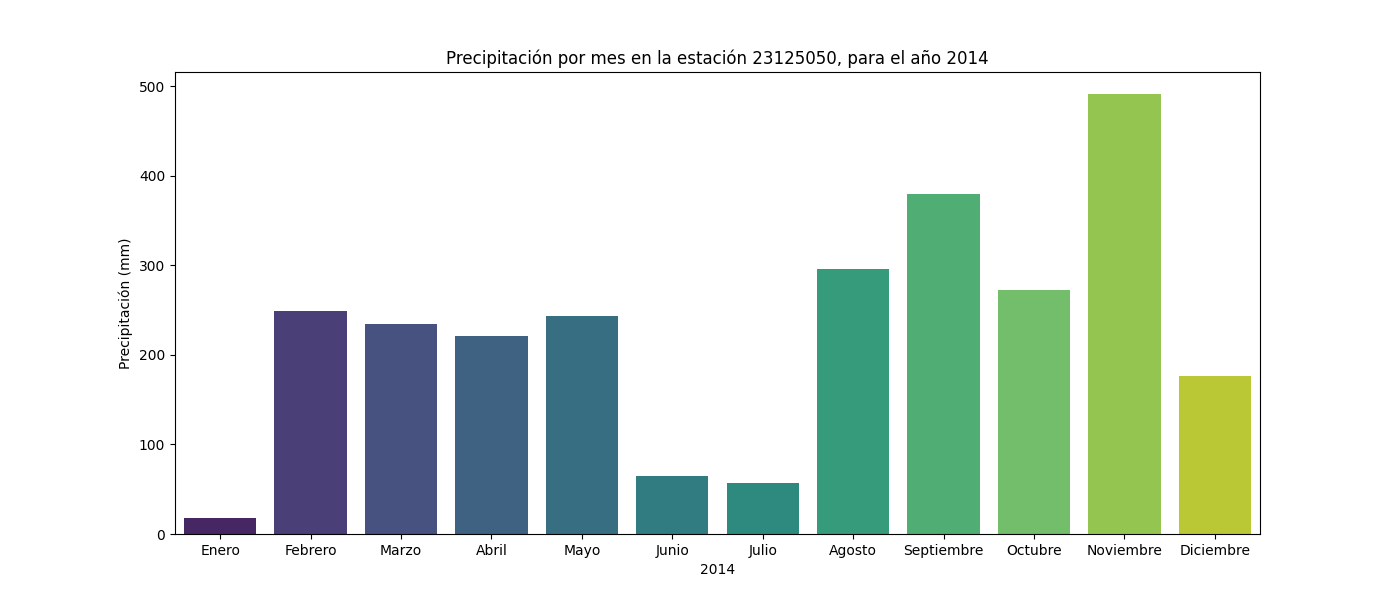 Precipitación por mes en la estación 23125050, para el año 2014
Precipitación (mm)
500
400
300
200
100
0
Enero Febrero Marzo Abril Mayo Junio Julio Agosto Septiembre Octubre Noviembre Diciembre
2014